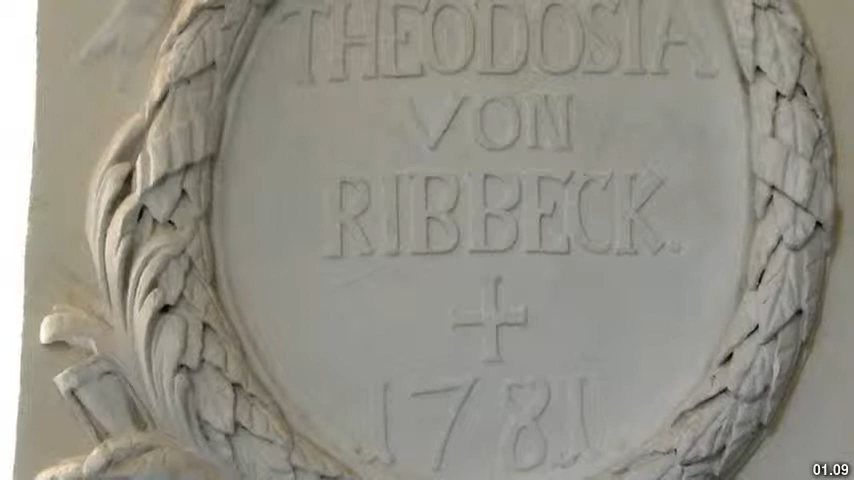 THEODOSIA
VON
RIBBECK.
+
1781.
01.09